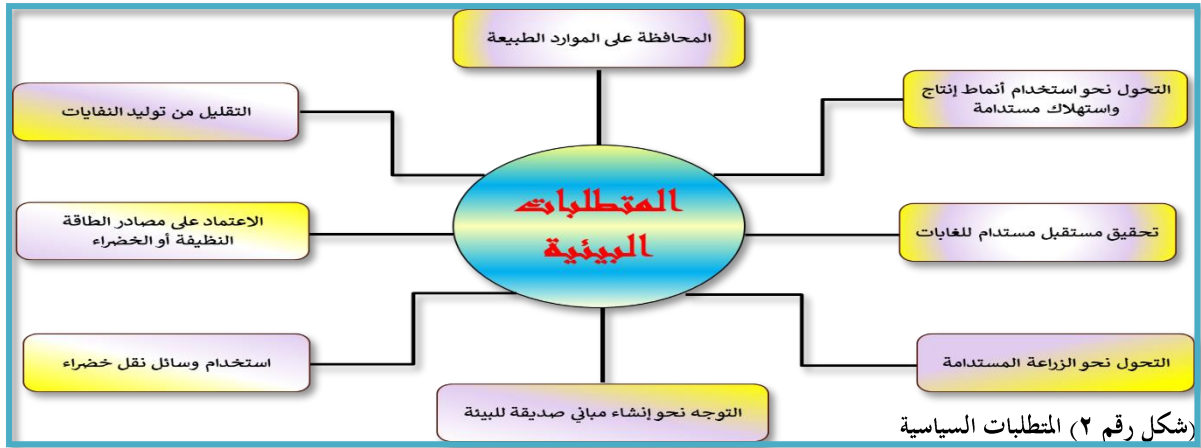 المحافظة على الموارد الطبيعة
التحول نحو استخدام أنماط إنتاج
واستهلاك مستدامة
التقليل من توليد النفايات
المتطلبات
البيئية
الاعتماد على مصادر الطاقة
النظيفة أو الخضراء
تحقيق مستقبل مستدام للغابات
استخدام وسائل نقل خضراء
التحول نحو الزراعة المستدامة
التوجه نحو إنشاء مباني صديقة للبيئة
(شكل رقم ٢) المتطلبات السياسية